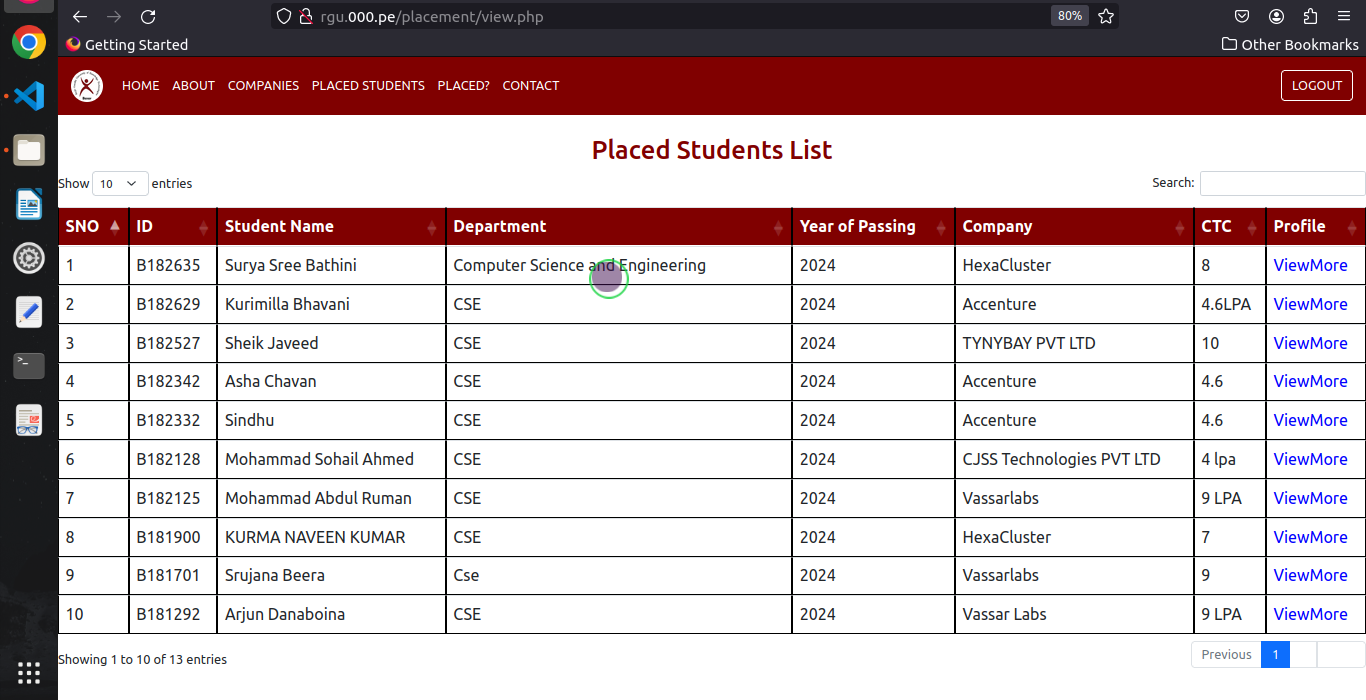 rgu.000.pe/placement/view.php 80%
Getting Started Other Bookmarks
HOME ABOUT COMPANIES PLACED STUDENTS PLACED? CONTACT LOGOUT
Placed Students List
Show 10 entries Search:
SNO ID Student Name Department Year of Passing Company CTC Profile
1 B182635 Surya Sree Bathini Computer Science and Engineering 2024 HexaCluster 8 ViewMore
2 B182629 Kurimilla Bhavani CSE 2024 Accenture 4.6LPA ViewMore
3 B182527 Sheik Javeed CSE 2024 TYNYBAY PVT LTD 10 ViewMore
4 B182342 Asha Chavan CSE 2024 Accenture 4.6 ViewMore
5 B182332 Sindhu CSE 2024 Accenture 4.6 ViewMore
6 B182128 Mohammad Sohail Ahmed CSE 2024 CJSS Technologies PVT LTD 4 lpa ViewMore
7 B182125 Mohammad Abdul Ruman CSE 2024 Vassarlabs 9 LPA ViewMore
8 B181900 KURMA NAVEEN KUMAR CSE 2024 HexaCluster 7 ViewMore
9 B181701 Srujana Beera Cse 2024 Vassarlabs 9 ViewMore
10 B181292 Arjun Danaboina CSE 2024 Vassar Labs 9 LPA ViewMore
Showing 1 to 10 of 13 entries Previous 1